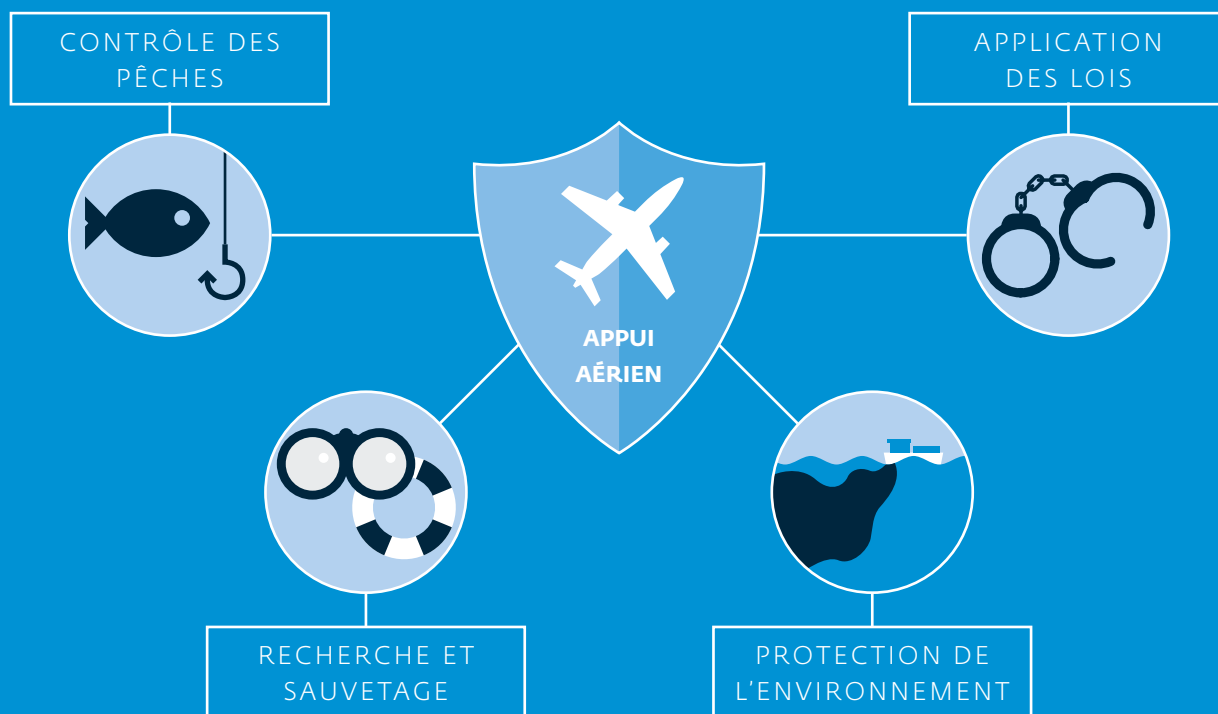 CONTRÔLE DES
PÊCHES
APPLICATION
DES LOIS
APPUI
AÉRIEN
RECHERCHE ET
SAUVETAGE
PROTECTION DE
L'ENVIRONNEMENT